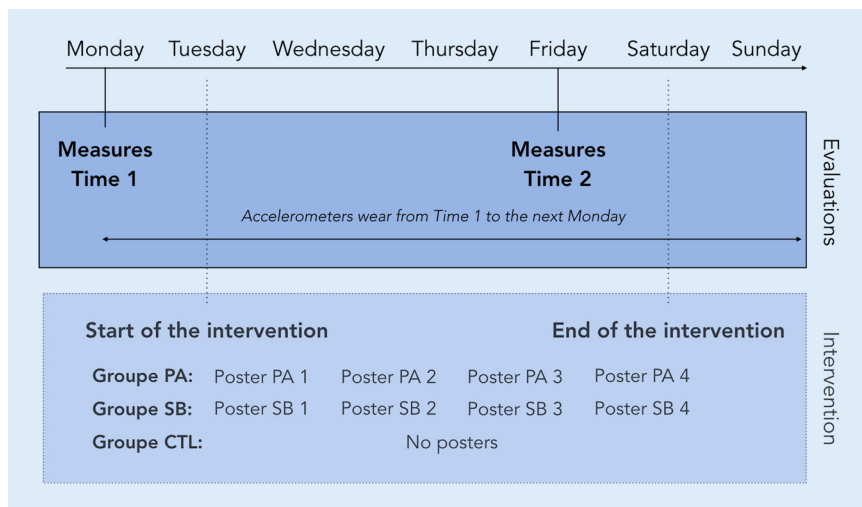 Monday Tuesday Wednesday Thursday Friday Saturday Sunday
Measures
Time 1
Measures
Time 2
Accelerometers wear from Time 1 to the next Monday
Evaluations
Start of the intervention
End of the intervention
Groupe PA: Poster PA 1 Poster PA 2 Poster PA 3 Poster PA 4
Groupe SB: Poster SB 1 Poster SB 2 Poster SB 3 Poster SB 4
Groupe CTL: No posters
Intervention